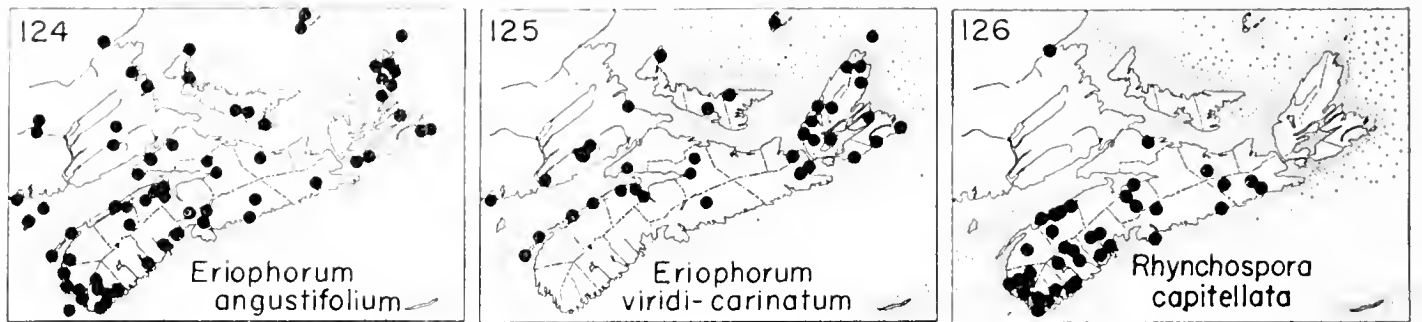 124
Eriophorum
angustifolium
125
Eriophorum
viridi-carinatum
126
Rhynchospora
capitellata